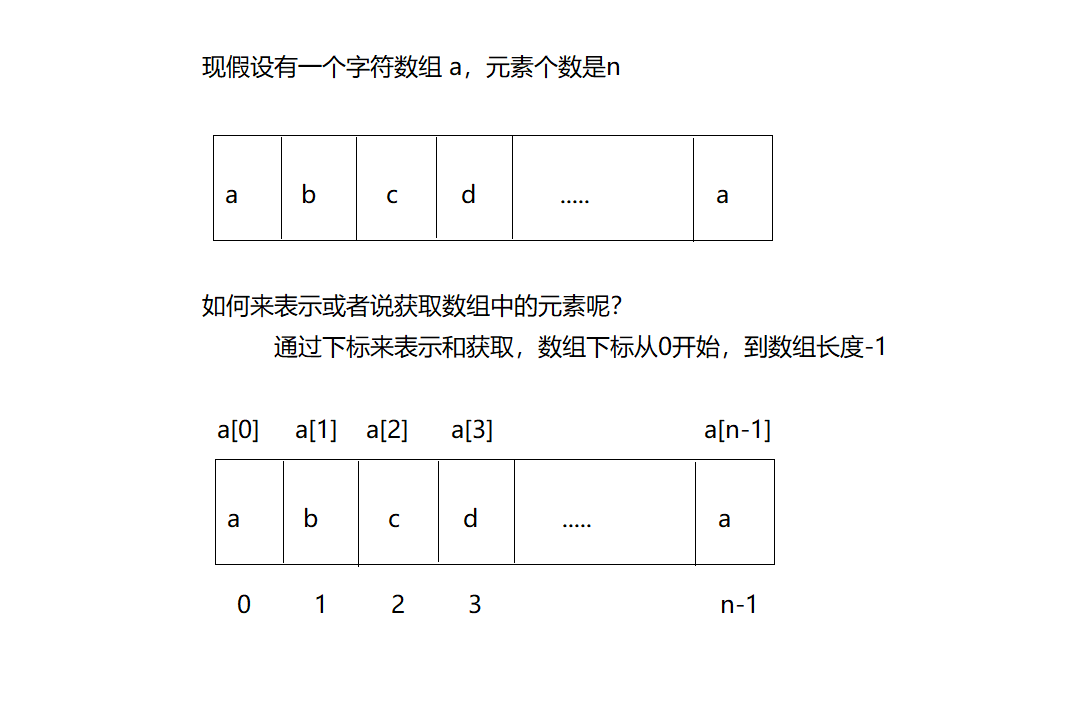 现假设有一个字符数组 a，元素个数是n
a b c d ..... a
如何来表示或者说获取数组中的元素呢？
通过下标来表示和获取，数组下标从0开始，到数组长度-1
a[0] a[1] a[2] a[3] a[n-1]
a b c d ..... a
0 1 2 3 n-1